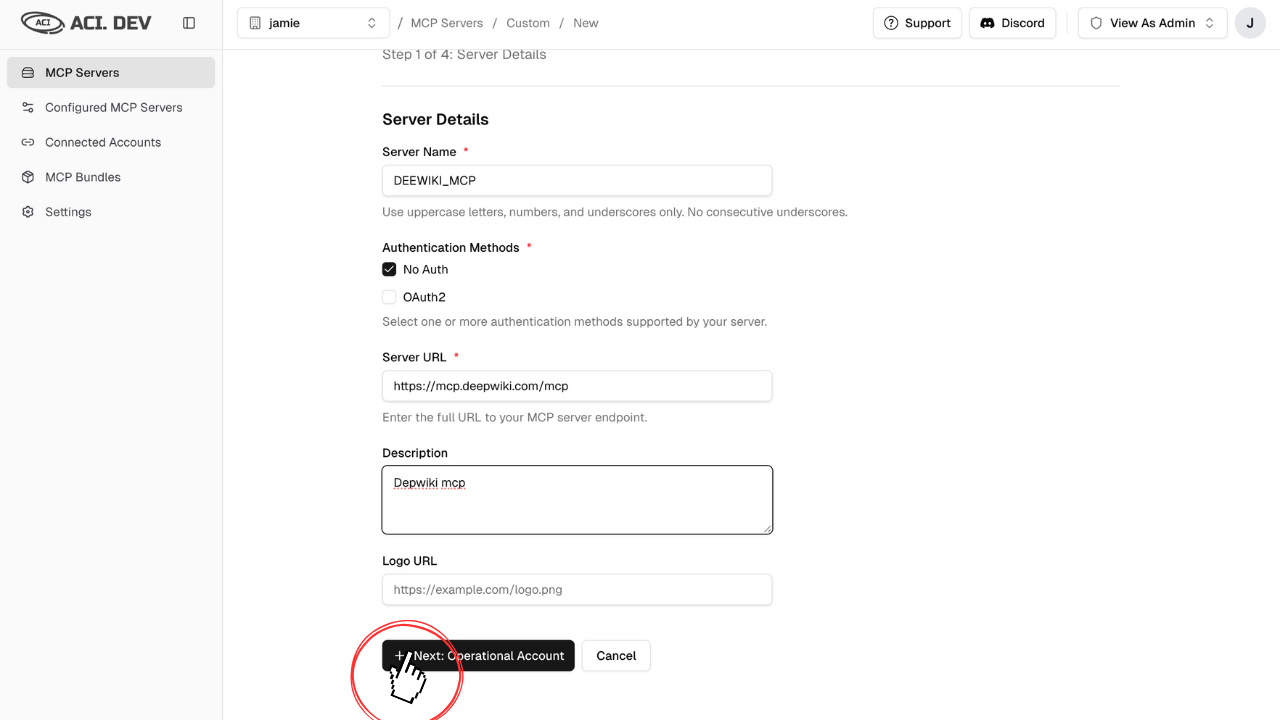 ACI ACI. DEV
jamie / MCP Servers / Custom / New
Support Discord View As Admin J
MCP Servers
Configured MCP Servers
Connected Accounts
MCP Bundles
Settings
Step 1 of 4: Server Details
Server Details
Server Name *
DEEWIKI_MCP
Use uppercase letters, numbers, and underscores only. No consecutive underscores.
Authentication Methods *
No Auth
OAuth2
Select one or more authentication methods supported by your server.
Server URL *
https://mcp.deepwiki.com/mcp
Enter the full URL to your MCP server endpoint.
Description
Depwiki mcp
Logo URL
https://example.com/logo.png
+ Next: Operational Account Cancel